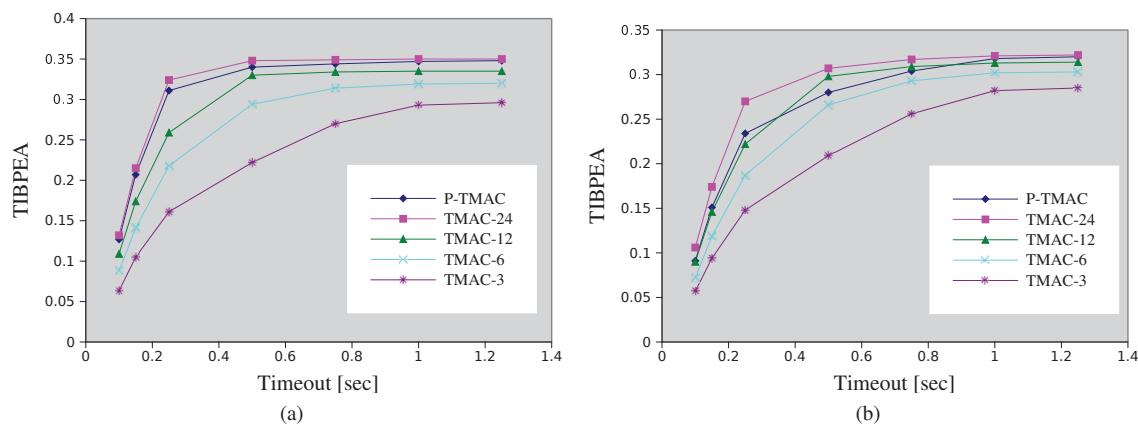 0.4
0.35
0.3
0.25
0.2
0.15
0.1
0.05
0
TIBPEA
P-TMAC
TMAC-24
TMAC-12
TMAC-6
TMAC-3
0 0.2 0.4 0.6 0.8 1 1.2 1.4
Timeout [sec]
(a)
0.35
0.3
0.25
0.2
0.15
0.1
0.05
0
TIBPEA
P-TMAC
TMAC-24
TMAC-12
TMAC-6
TMAC-3
0 0.2 0.4 0.6 0.8 1 1.2 1.4
Timeout [sec]
(b)